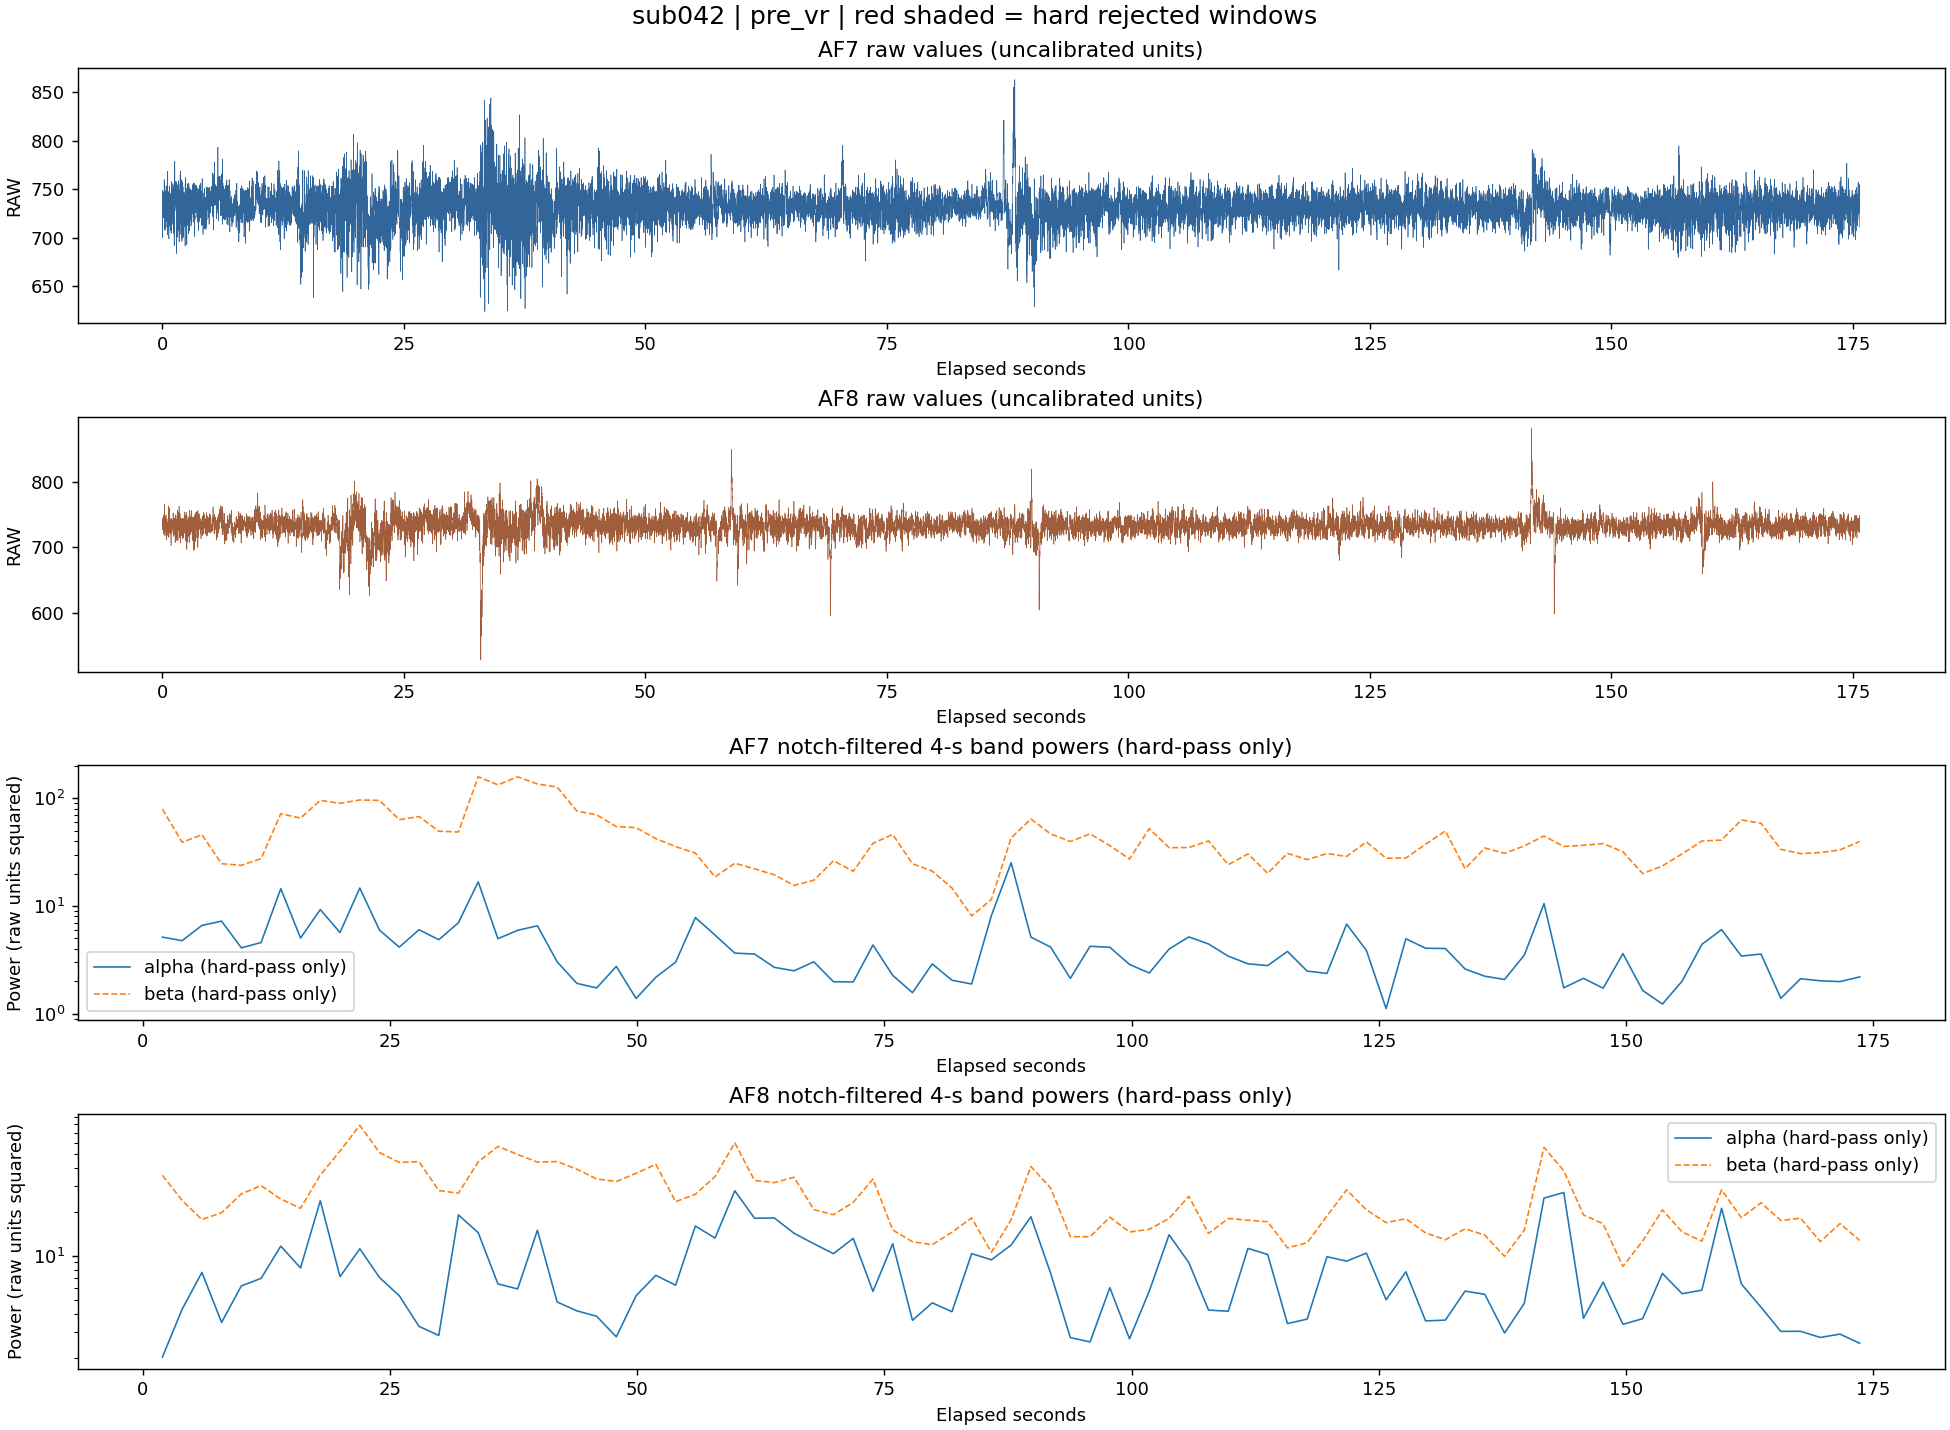 sub042 | pre_vr | red shaded = hard rejected windows
AF7 raw values (uncalibrated units)
RAW
850
800
750
700
650
0 25 50 75 100 125 150 175
Elapsed seconds
AF8 raw values (uncalibrated units)
RAW
800
700
600
0 25 50 75 100 125 150 175
Elapsed seconds
AF7 notch-filtered 4-s band powers (hard-pass only)
Power (raw units squared)
10²
10¹
10⁰
alpha (hard-pass only)
beta (hard-pass only)
0 25 50 75 100 125 150 175
Elapsed seconds
AF8 notch-filtered 4-s band powers (hard-pass only)
Power (raw units squared)
10¹
alpha (hard-pass only)
beta (hard-pass only)
0 25 50 75 100 125 150 175
Elapsed seconds